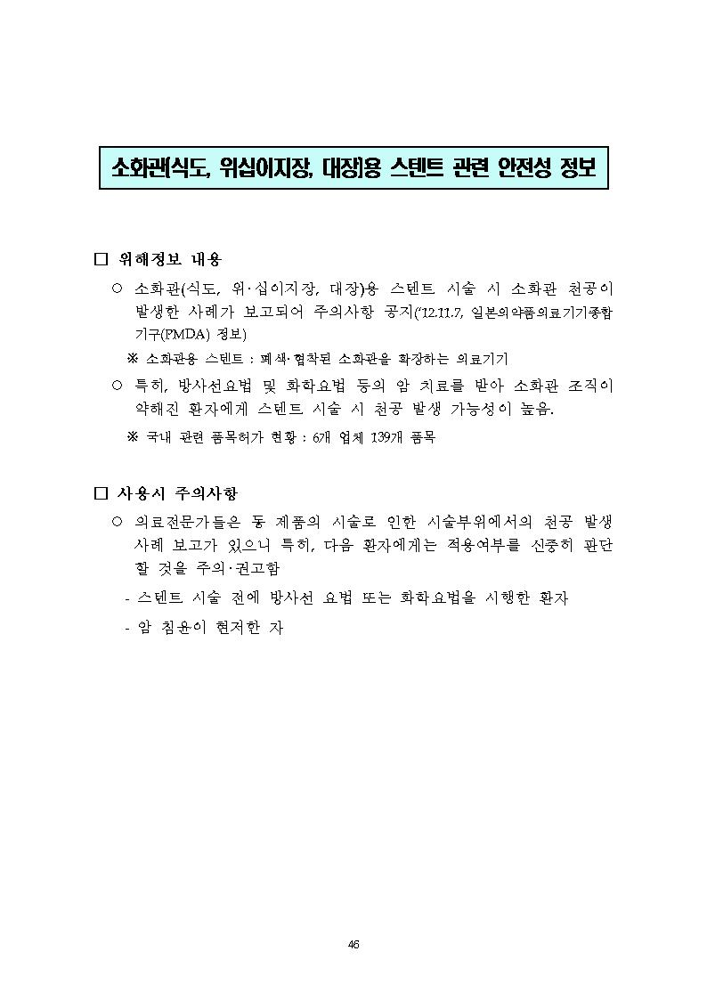 소화관(식도, 위십이지장, 대장)용 스텐트 관련 안전성 정보
□ 위해정보 내용
○ 소화관(식도, 위·십이지장, 대장)용 스텐트 시술 시 소화관 천공이
발생한 사례가 보고되어 주의사항 공지(‘12.11.7, 일본의약품의료기기종합
기구(PMDA) 정보)
※ 소화관용 스텐트 : 폐색·협착된 소화관을 확장하는 의료기기
○ 특히, 방사선요법 및 화학요법 등의 암 치료를 받아 소화관 조직이
약해진 환자에게 스텐트 시술 시 천공 발생 가능성이 높음.
※ 국내 관련 품목허가 현황 : 6개 업체 139개 품목
□ 사용시 주의사항
○ 의료전문가들은 동 제품의 시술로 인한 시술부위에서의 천공 발생
사례 보고가 있으니 특히, 다음 환자에게는 적용여부를 신중히 판단
할 것을 주의·권고함
- 스텐트 시술 전에 방사선 요법 또는 화학요법을 시행한 환자
- 암 침윤이 현저한 자
46